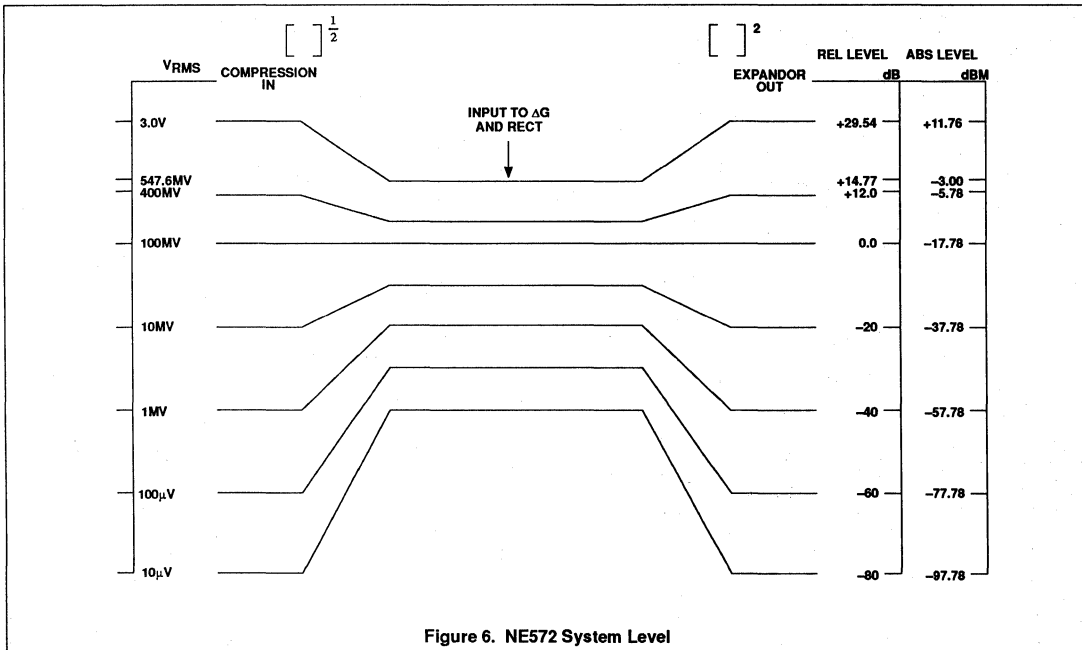 [ ] 1/2
[ ] 2
REL LEVEL ABS LEVEL
VRMS COMPRESSION IN
EXPANDOR OUT
dB dBM
INPUT TO ΔG
AND RECT
3.0V +29.54 +11.76
547.6MV +14.77 –3.00
400MV +12.0 –5.78
100MV 0.0 –17.78
10MV –20 –37.78
1MV –40 –57.78
100μV –60 –77.78
10μV –80 –97.78
Figure 6. NE572 System Level